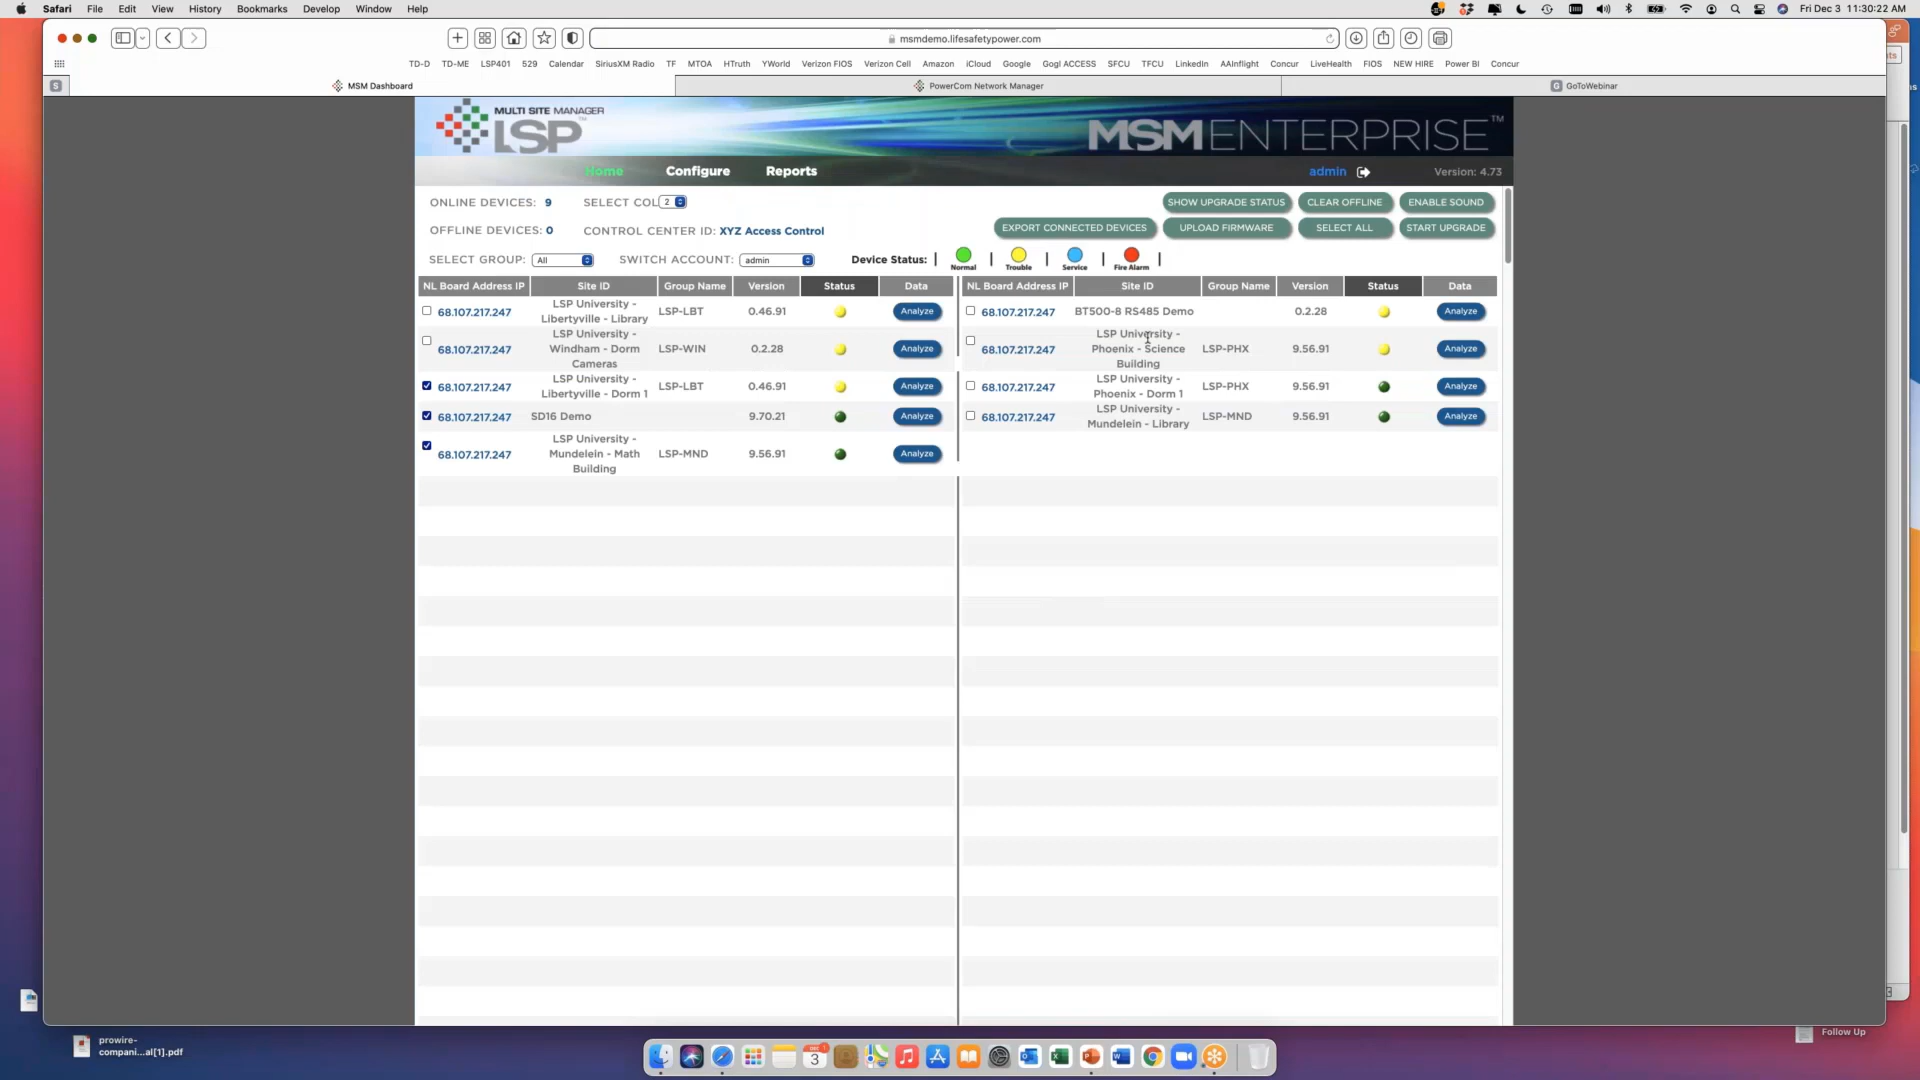 Safari File Edit View History Bookmarks Develop Window Help Fri Dec 3 11:30:22 AM
msmdemo.lifesafetypower.com
TD-D TD-ME LSP401 529 Calendar SiriusXM Radio TF MTOA HTruth YWorld Verizon FIOS Verizon Cell Amazon iCloud Google Gogl ACCESS SFCU TFCU LinkedIn AAInflight Concur LiveHealth FIOS NEW HIRE Power BI Concur
S MSM Dashboard PowerCom Network Manager G GoToWebinar
MULTI SITE MANAGER
LSP™
MSMENTERPRISE™
Home Configure Reports admin Version: 4.73
ONLINE DEVICES: 9 SELECT COL 2 SHOW UPGRADE STATUS CLEAR OFFLINE ENABLE SOUND
OFFLINE DEVICES: 0 CONTROL CENTER ID: XYZ Access Control EXPORT CONNECTED DEVICES UPLOAD FIRMWARE SELECT ALL START UPGRADE
SELECT GROUP: All SWITCH ACCOUNT: admin Device Status: | Normal | Trouble | Service | Fire Alarm |
NL Board Address IP Site ID Group Name Version Status Data
68.107.217.247 LSP University - Libertyville - Library LSP-LBT 0.46.91 Analyze
68.107.217.247 LSP University - Windham - Dorm Cameras LSP-WIN 0.2.28 Analyze
68.107.217.247 LSP University - Libertyville - Dorm 1 LSP-LBT 0.46.91 Analyze
68.107.217.247 SD16 Demo 9.70.21 Analyze
68.107.217.247 LSP University - Mundelein - Math Building LSP-MND 9.56.91 Analyze
NL Board Address IP Site ID Group Name Version Status Data
68.107.217.247 BT500-8 RS485 Demo 0.2.28 Analyze
68.107.217.247 LSP University - Phoenix - Science Building LSP-PHX 9.56.91 Analyze
68.107.217.247 LSP University - Phoenix - Dorm 1 LSP-PHX 9.56.91 Analyze
68.107.217.247 LSP University - Mundelein - Library LSP-MND 9.56.91 Analyze
prowire-
compani...al[1].pdf
Follow Up
DEC
3